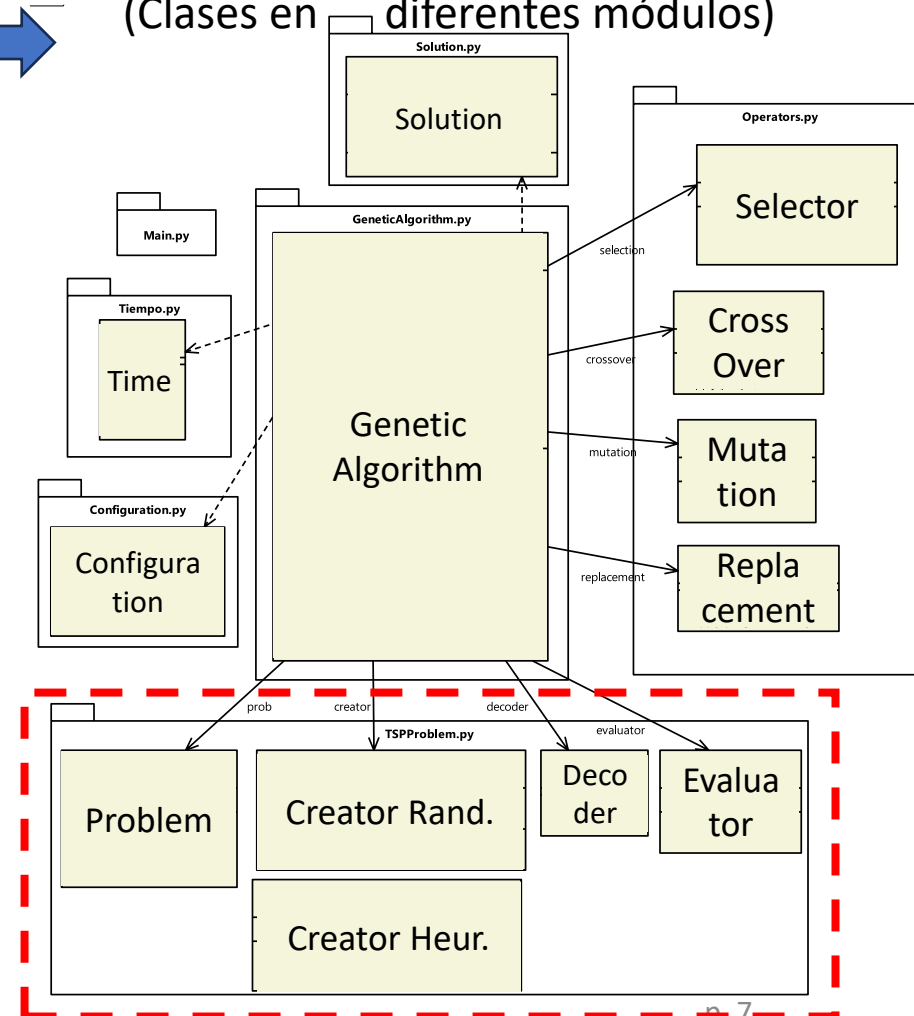 (Clases en diferentes módulos)
Solution.py
Solution
Operators.py
Selector
Main.py
GeneticAlgorithm.py
selection
Tiempo.py
Time
Cross
Over
crossover
Genetic
Algorithm
Muta
tion
mutation
Configuration.py
Configura
tion
Repla
cement
replacement
prob
creator
decoder
evaluator
TSPProblem.py
Problem
Creator Rand.
Deco
der
Evalua
tor
Creator Heur.
p. 7